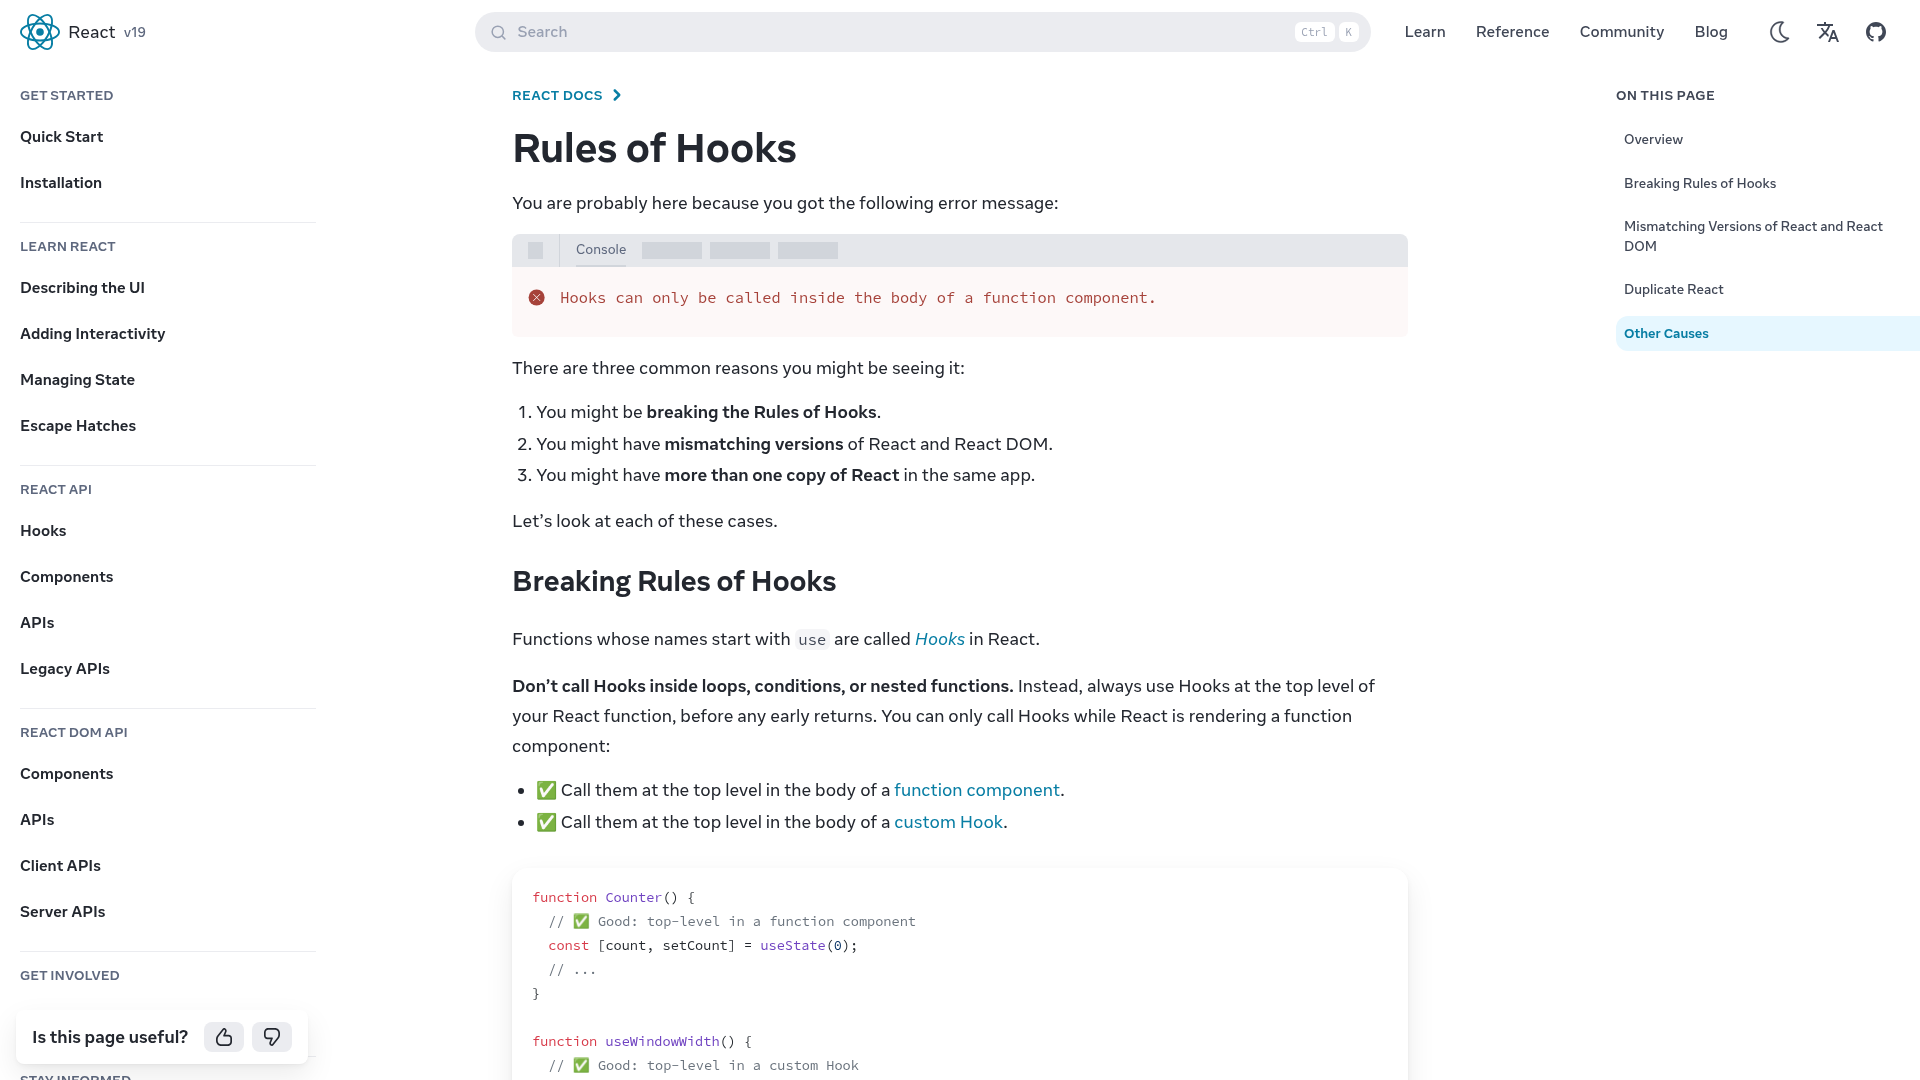 React v19
Search
Ctrl K
Learn
Reference
Community
Blog
GET STARTED
Quick Start
Installation
LEARN REACT
Describing the UI
Adding Interactivity
Managing State
Escape Hatches
REACT API
Hooks
Components
APIs
Legacy APIs
REACT DOM API
Components
APIs
Client APIs
Server APIs
GET INVOLVED
Is this page useful?
STAY INFORMED
REACT DOCS
Rules of Hooks
You are probably here because you got the following error message:
Console
Hooks can only be called inside the body of a function component.
There are three common reasons you might be seeing it:
1. You might be breaking the Rules of Hooks.
2. You might have mismatching versions of React and React DOM.
3. You might have more than one copy of React in the same app.
Let’s look at each of these cases.
Breaking Rules of Hooks
Functions whose names start with use are called Hooks in React.
Don’t call Hooks inside loops, conditions, or nested functions. Instead, always use Hooks at the top level of
your React function, before any early returns. You can only call Hooks while React is rendering a function
component:
• ✅ Call them at the top level in the body of a function component.
• ✅ Call them at the top level in the body of a custom Hook.
function Counter() {
  // ✅ Good: top-level in a function component
  const [count, setCount] = useState(0);
  // ...
}
function useWindowWidth() {
  // ✅ Good: top-level in a custom Hook
ON THIS PAGE
Overview
Breaking Rules of Hooks
Mismatching Versions of React and React
DOM
Duplicate React
Other Causes